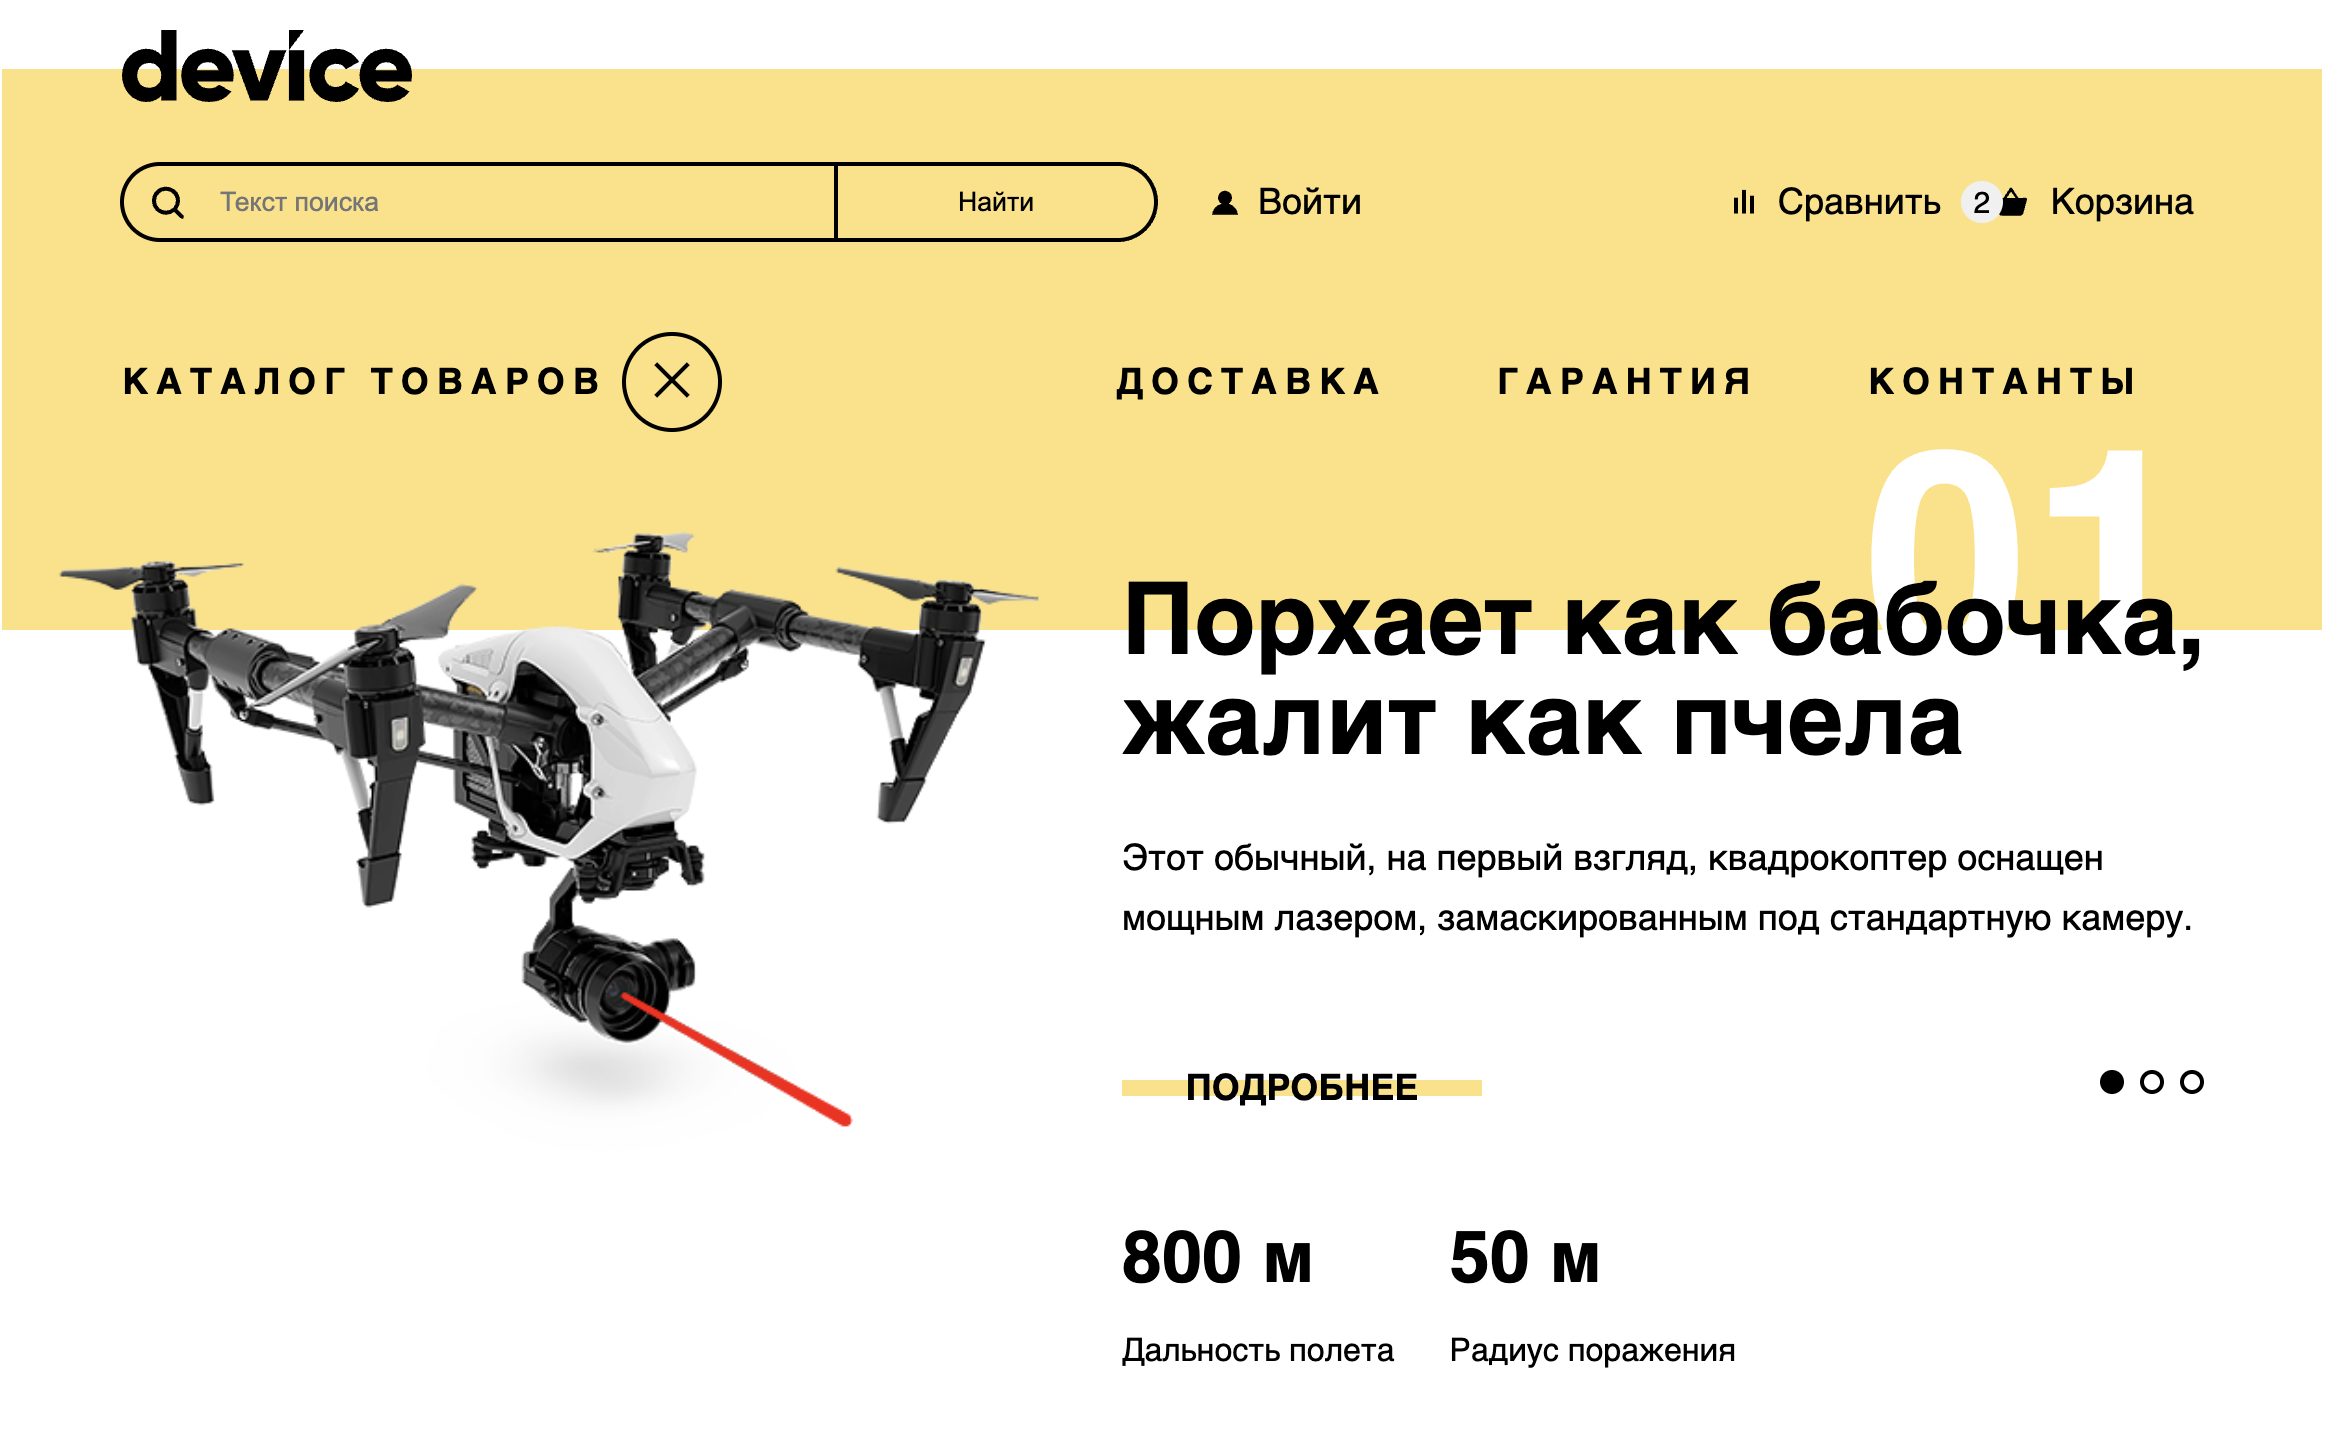 device
Текст поиска
Найти
Войти
Сравнить
2
Корзина
КАТАЛОГ ТОВАРОВ
ДОСТАВКА
ГАРАНТИЯ
КОНТАНТЫ
01
Порхает как бабочка,
жалит как пчела
Этот обычный, на первый взгляд, квадрокоптер оснащен
мощным лазером, замаскированным под стандартную камеру.
ПОДРОБНЕЕ
800 м
50 м
Дальность полета
Радиус поражения